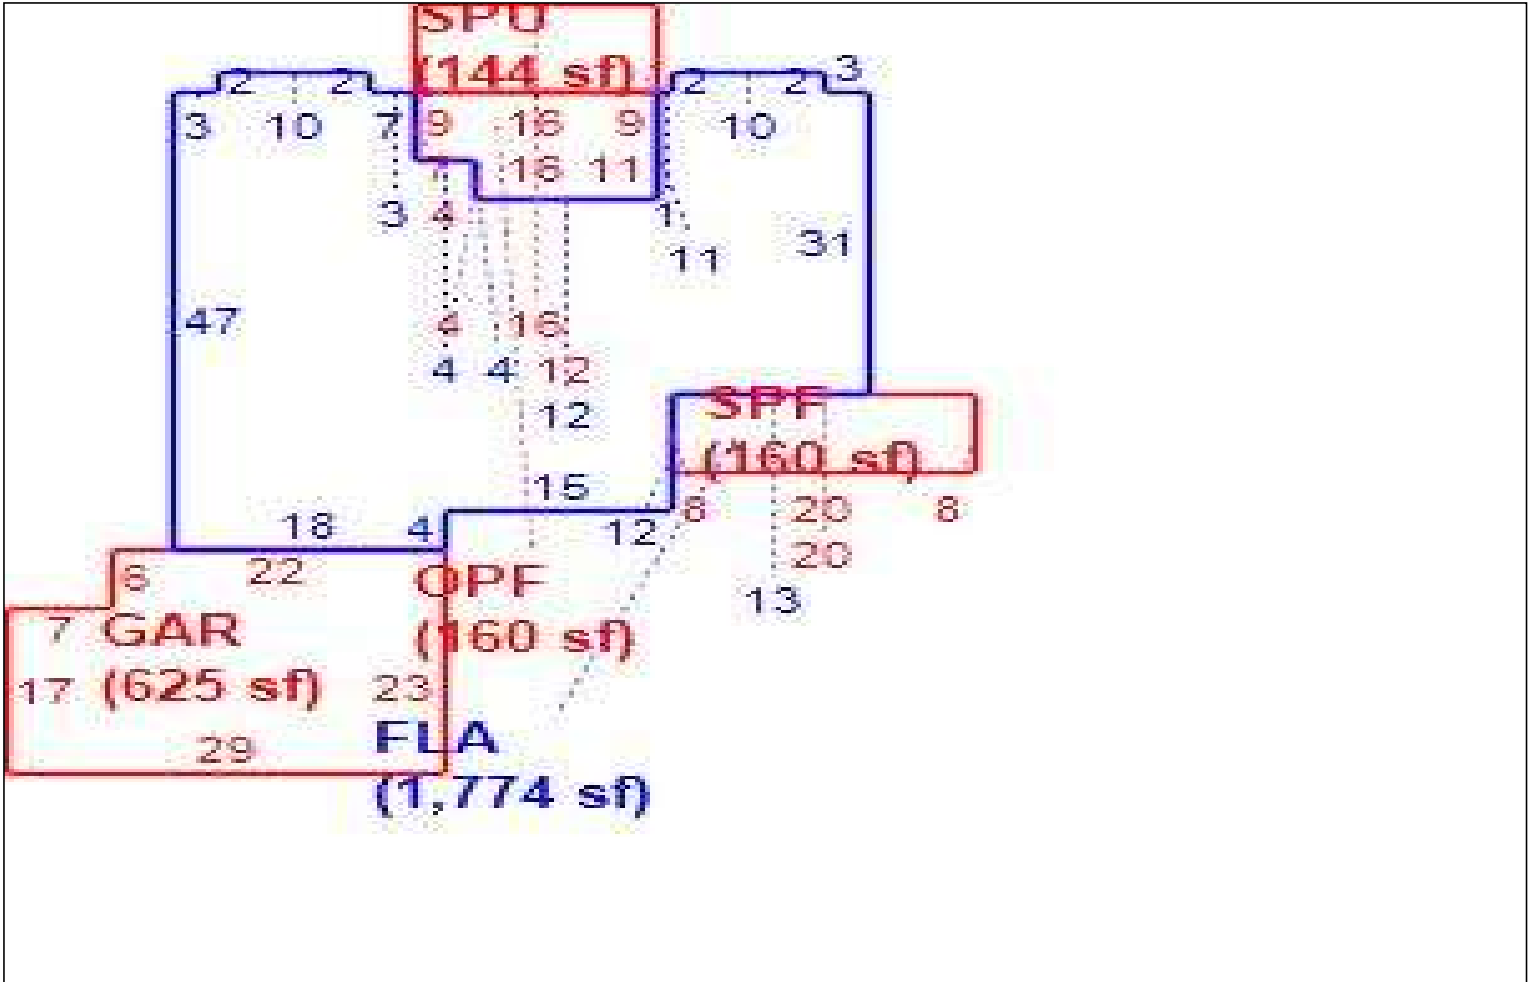 SPU
(144 sf)
2 2 2 2 3
3 10 7 9 16 9 10
16 11
3 4 1
11 31
47 4 16
4 4 12
12
SPF
(160 sf)
15
18 4 12 8 20 8
20
6 22 OPF
(160 sf)
13
7 GAR
(625 sf)
17 23
29
FLA
(1,774 sf)